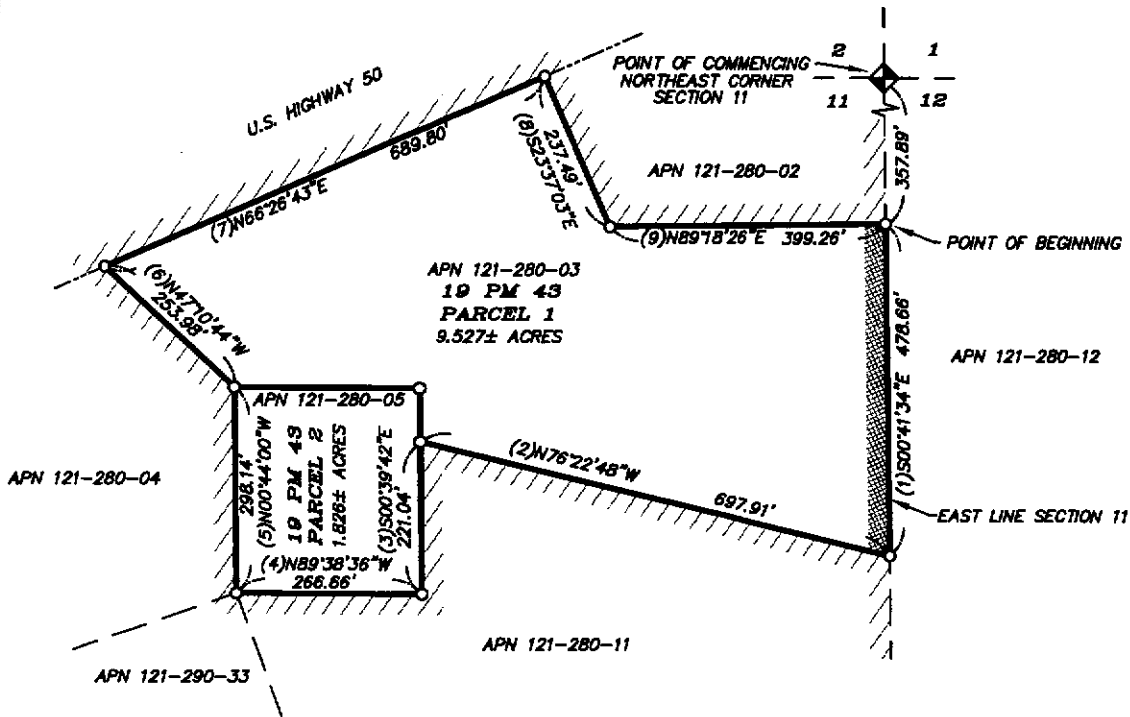 U.S. HIGHWAY 50
POINT OF COMMENCING
NORTHEAST CORNER
SECTION 11
2
1
11
12
357.89'
APN 121-280-02
689.80'
(7)N66°26'43"E
237.49'
(8)S23°37'03"E
(9)N89°18'26"E 399.26'
POINT OF BEGINNING
(6)N47°10'44"W
253.98'
APN 121-280-03
19 PM 43
PARCEL 1
9.527± ACRES
(1)S00°41'34"E 478.66'
APN 121-280-12
APN 121-280-05
298.14'
(5)N00°44'00"W
19 PM 43
PARCEL 2
1.826± ACRES
(3)S00°39'42"E
221.04'
(4)N89°38'36"W
266.66'
(2)N76°22'48"W
697.91'
EAST LINE SECTION 11
APN 121-280-04
APN 121-280-11
APN 121-290-33